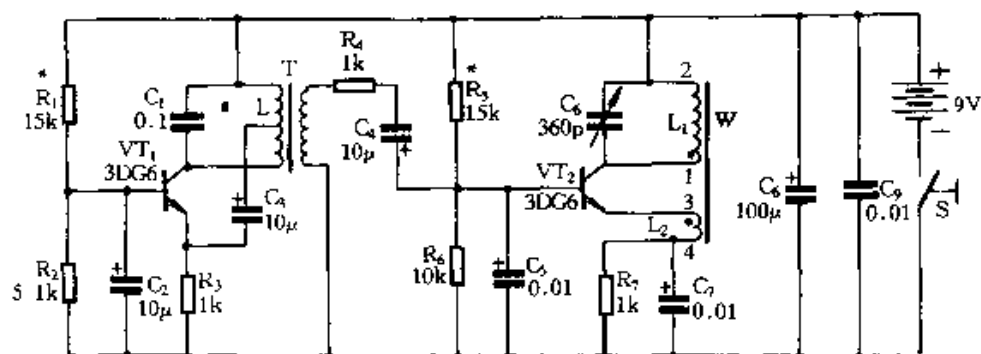 *
R₁
15k
C₁
0.1
L
T
R₄
1k
C₄
10μ
+
VT₁
3DG6
C₃
+
10μ
R₂
5 1k
+
C₂
10μ
R₃
1k
*
R₅
15k
R₆
10k
+
C₅
0.01
C₆
360p
VT₂
3DG6
2
L₁
W
1
3
L₂
4
R₇
1k
+
C₇
0.01
+
C₈
100μ
C₉
0.01
+
9V
−
S